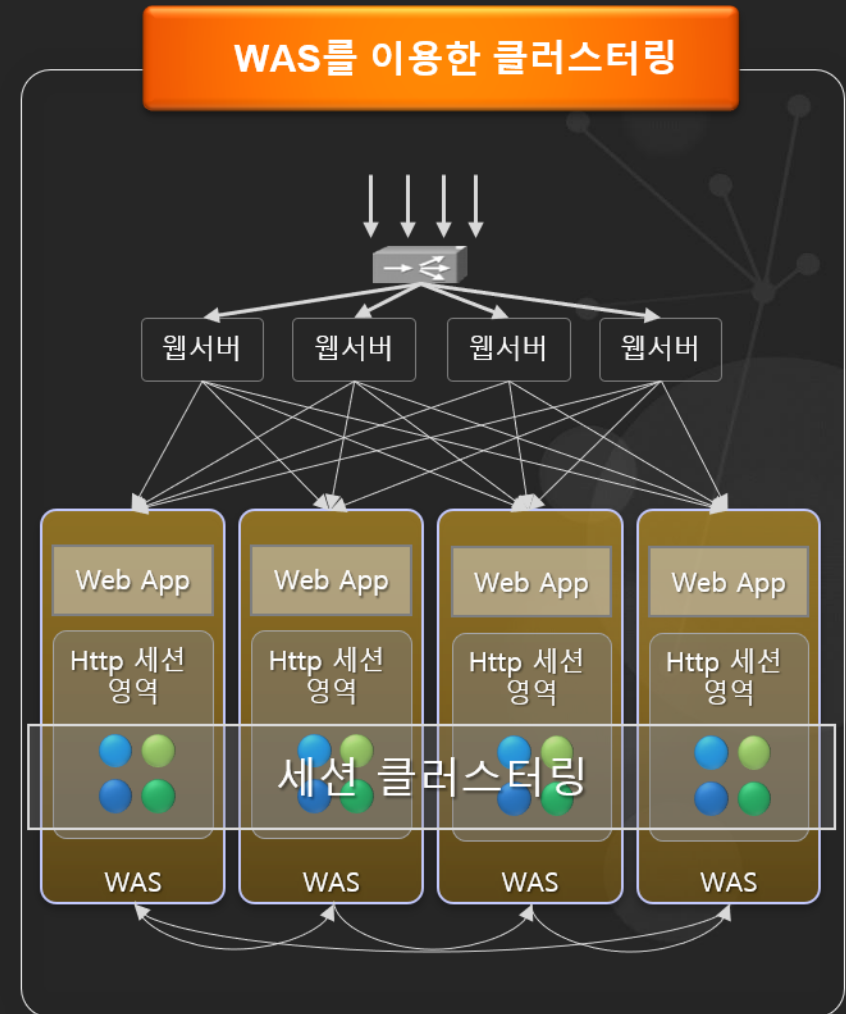 WAS를 이용한 클러스터링
웹서버
웹서버
웹서버
웹서버
Web App
Web App
Web App
Web App
Http 세션
영역
Http 세션
영역
Http 세션
영역
Http 세션
영역
세션 클러스터링
WAS
WAS
WAS
WAS